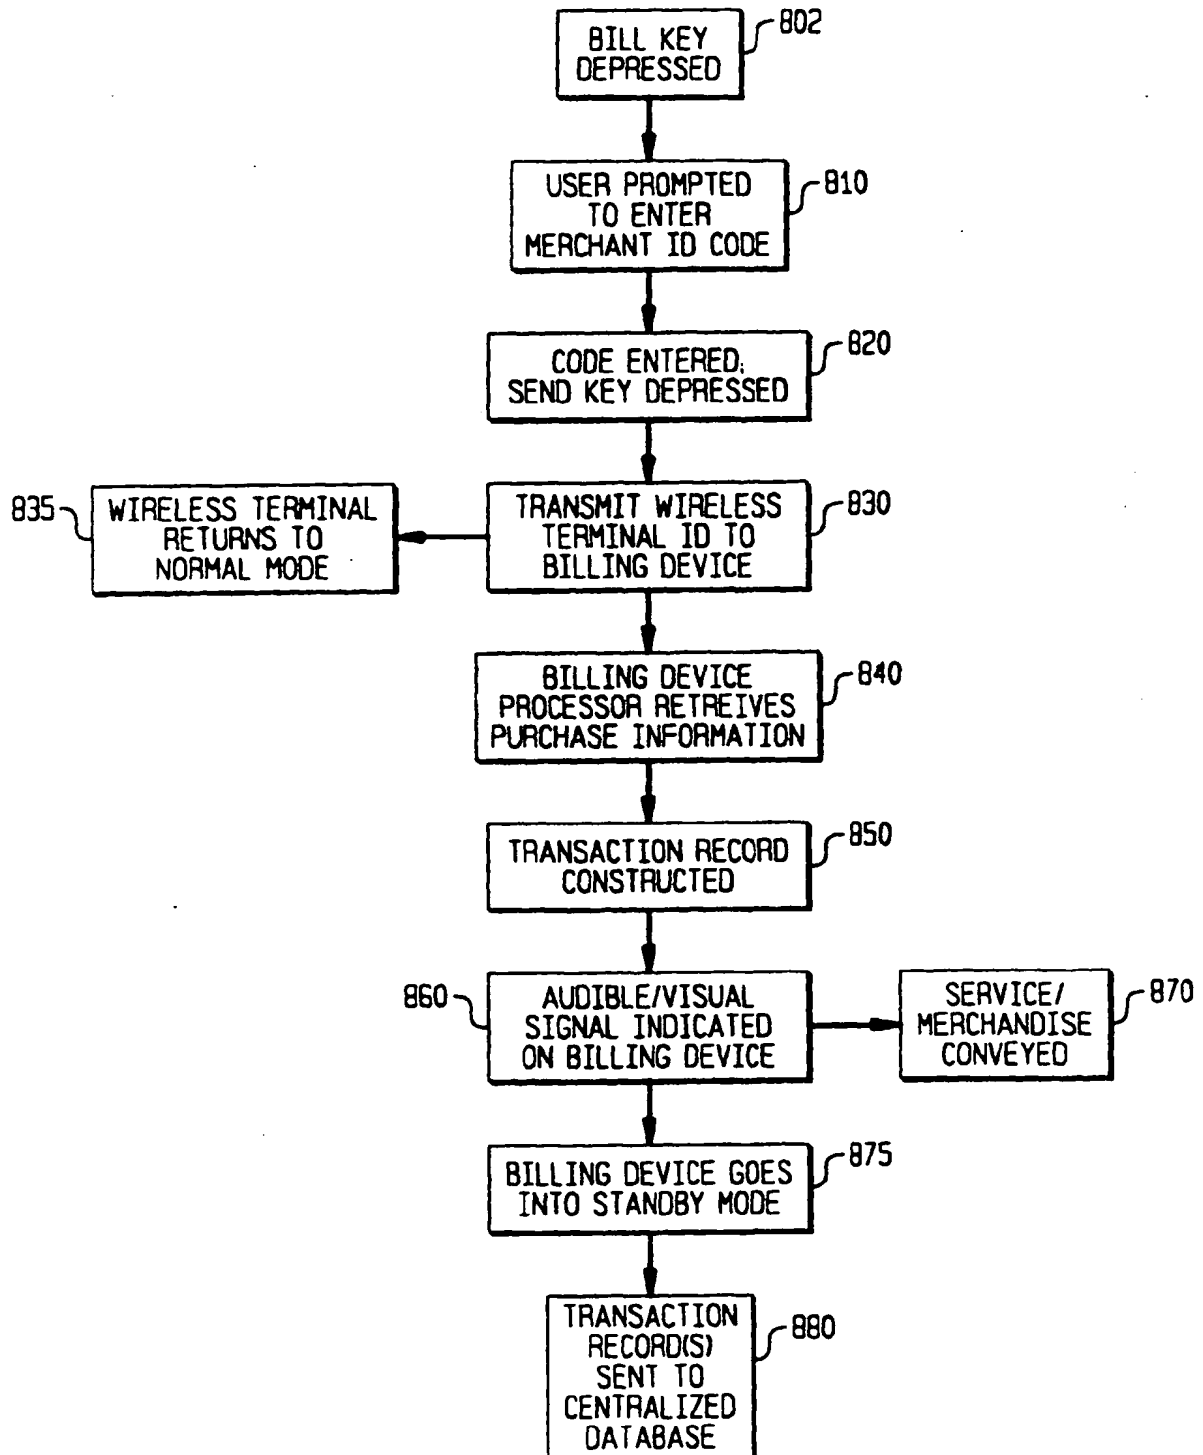 BILL KEY
DEPRESSED
802
USER PROMPTED
TO ENTER
MERCHANT ID CODE
810
CODE ENTERED;
SEND KEY DEPRESSED
820
835
WIRELESS TERMINAL
RETURNS TO
NORMAL MODE
TRANSMIT WIRELESS
TERMINAL ID TO
BILLING DEVICE
830
BILLING DEVICE
PROCESSOR RETREIVES
PURCHASE INFORMATION
840
TRANSACTION RECORD
CONSTRUCTED
850
860
AUDIBLE/VISUAL
SIGNAL INDICATED
ON BILLING DEVICE
SERVICE/
MERCHANDISE
CONVEYED
870
BILLING DEVICE GOES
INTO STANDBY MODE
875
TRANSACTION
RECORD(S)
SENT TO
CENTRALIZED
DATABASE
880